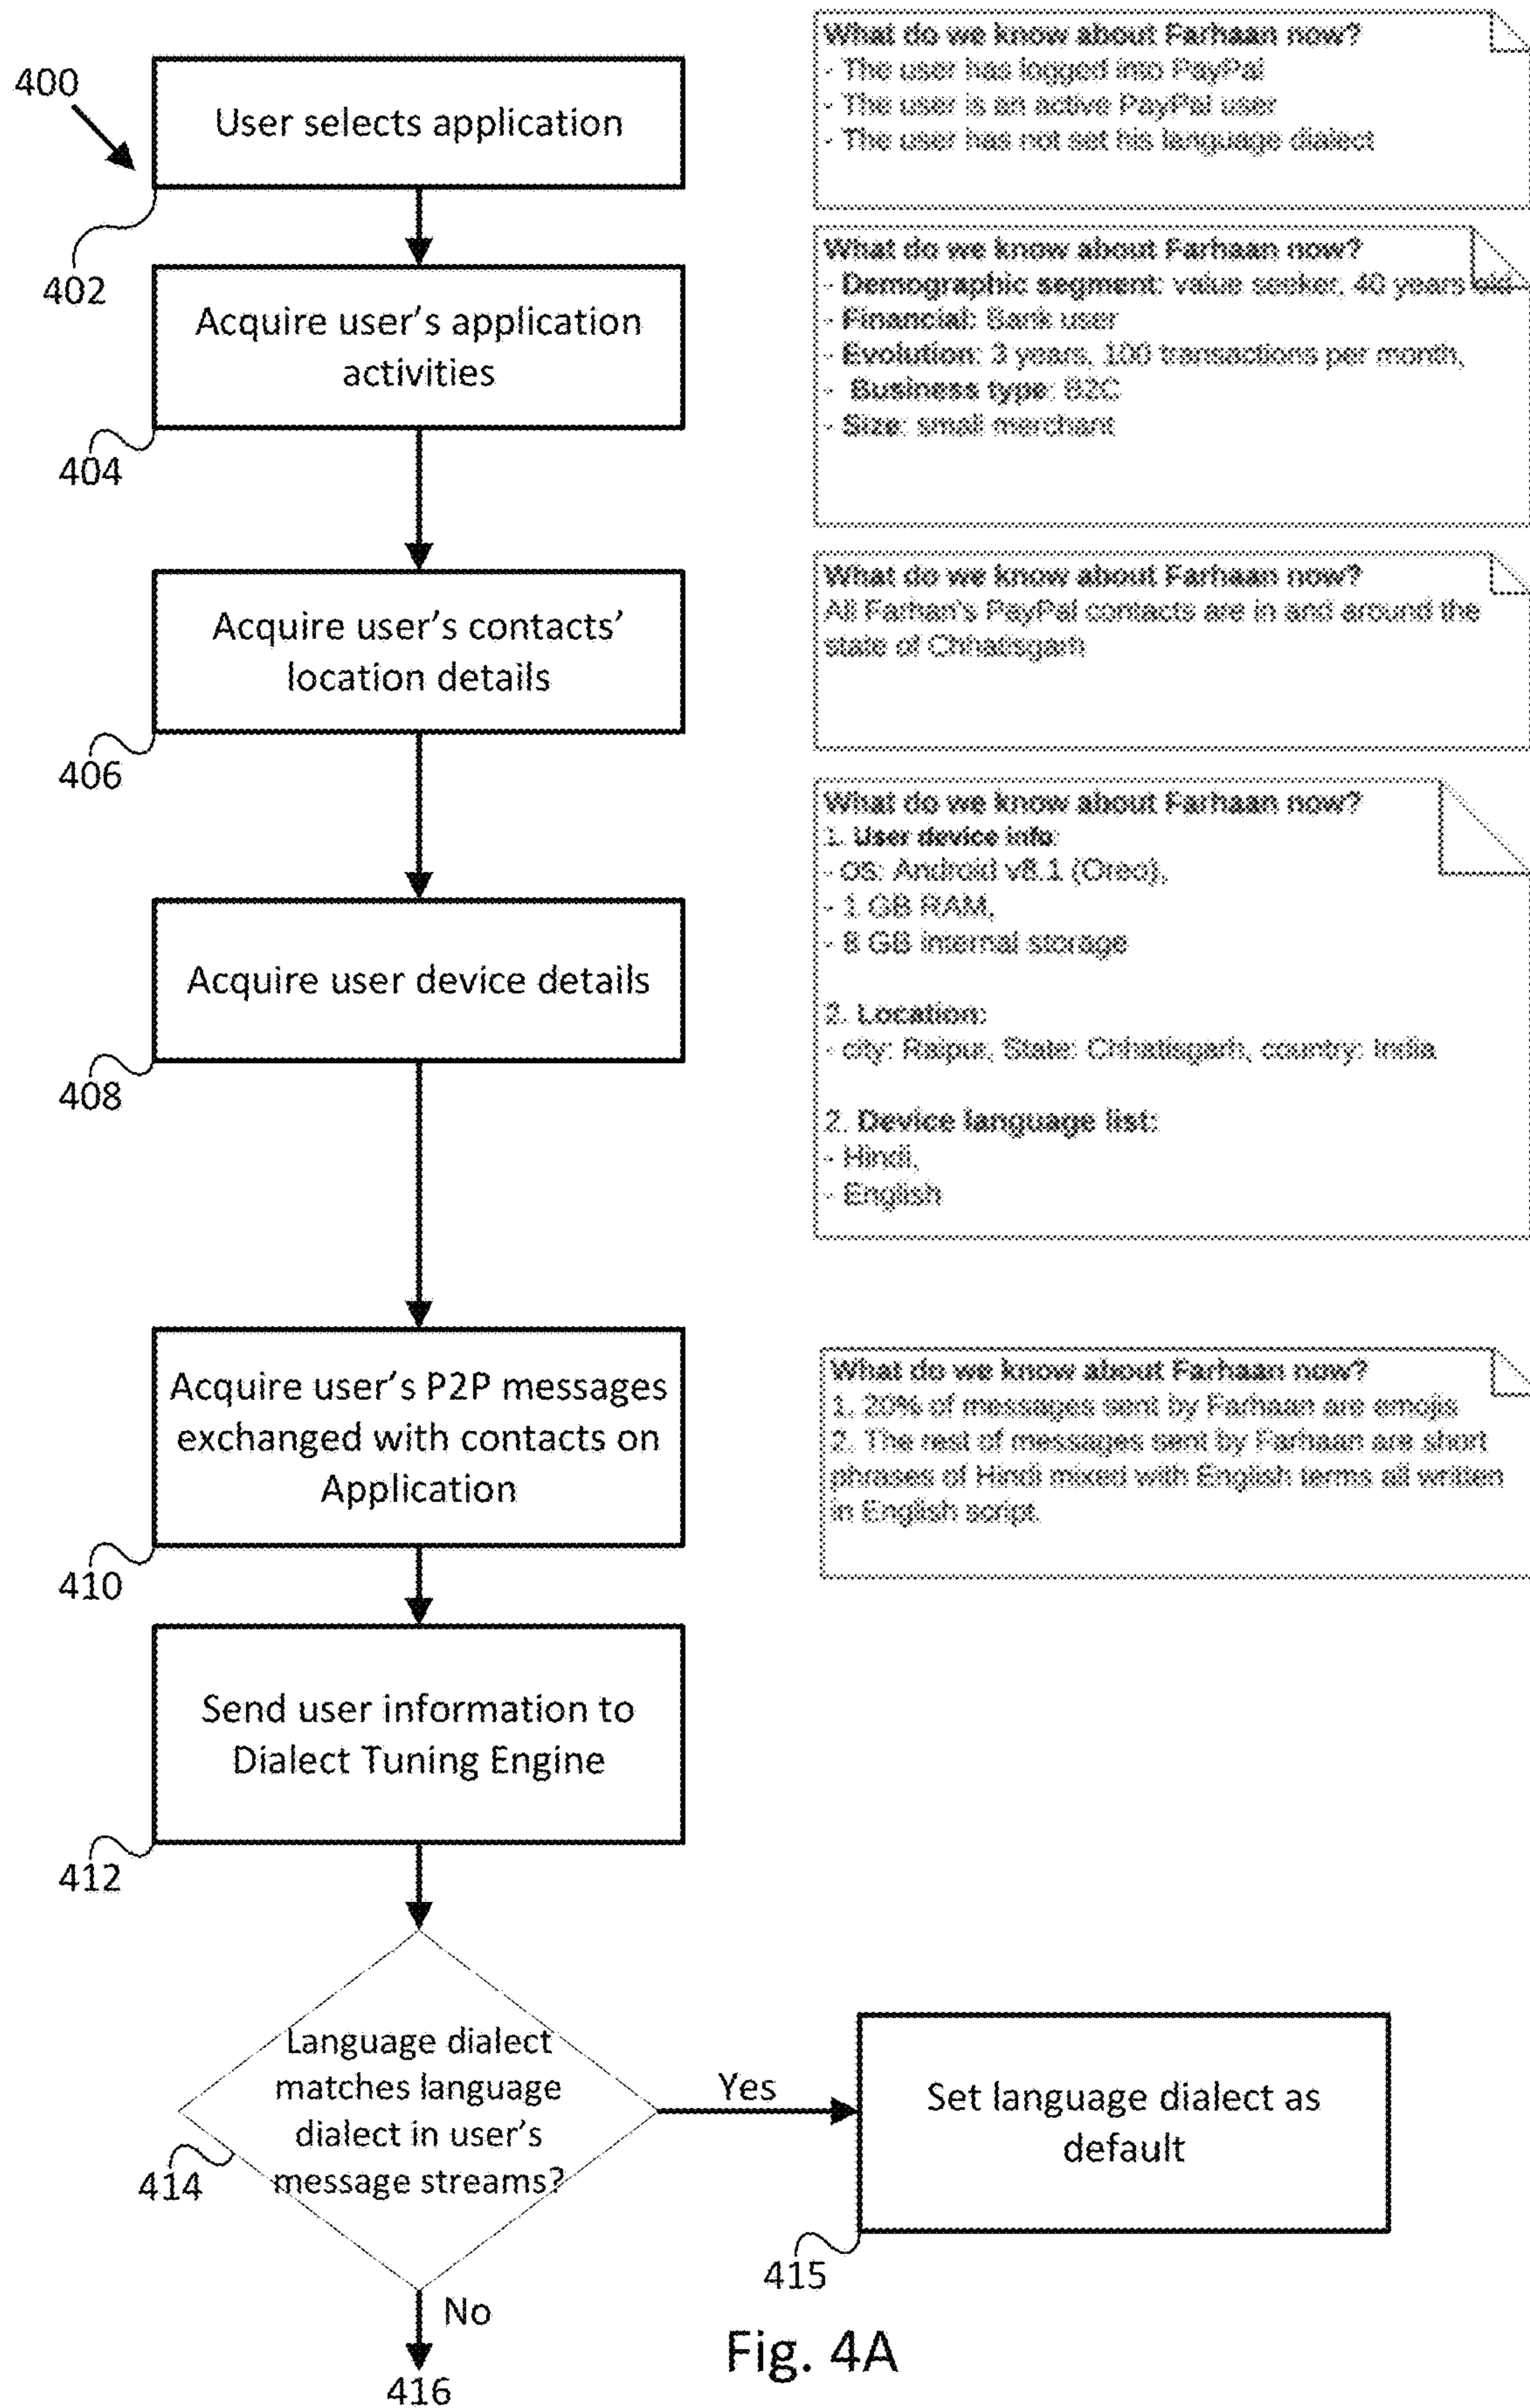 400
User selects application
402
What do we know about Farhaan now?
- The user has logged into PayPal
- The user is an active PayPal user
- The user has not set his language dialect
Acquire user's application
activities
404
What do we know about Farhaan now?
- Demographic segment: value seeker, 40 years old
- Financial: Bank user
- Evolution: 3 years, 100 transactions per month,
- Business type: B2C
- Size: small merchant
Acquire user's contacts'
location details
406
What do we know about Farhaan now?
All Farhan's PayPal contacts are in and around the
state of Chhatisgarh
Acquire user device details
408
What do we know about Farhaan now?
1. User device info:
- OS: Android v8.1 (Oreo),
- 1 GB RAM,
- 8 GB internal storage
2. Location:
- city: Raipur, State: Chhatisgarh, country: India
2. Device language list:
- Hindi,
- English
Acquire user's P2P messages
exchanged with contacts on
Application
410
What do we know about Farhaan now?
1. 20% of messages sent by Farhaan are emojis
2. The rest of messages sent by Farhaan are short
phrases of Hindi mixed with English terms all written
in English script.
Send user information to
Dialect Tuning Engine
412
Language dialect
matches language
dialect in user's
message streams?
414
Yes
Set language dialect as
default
415
No
416
Fig. 4A